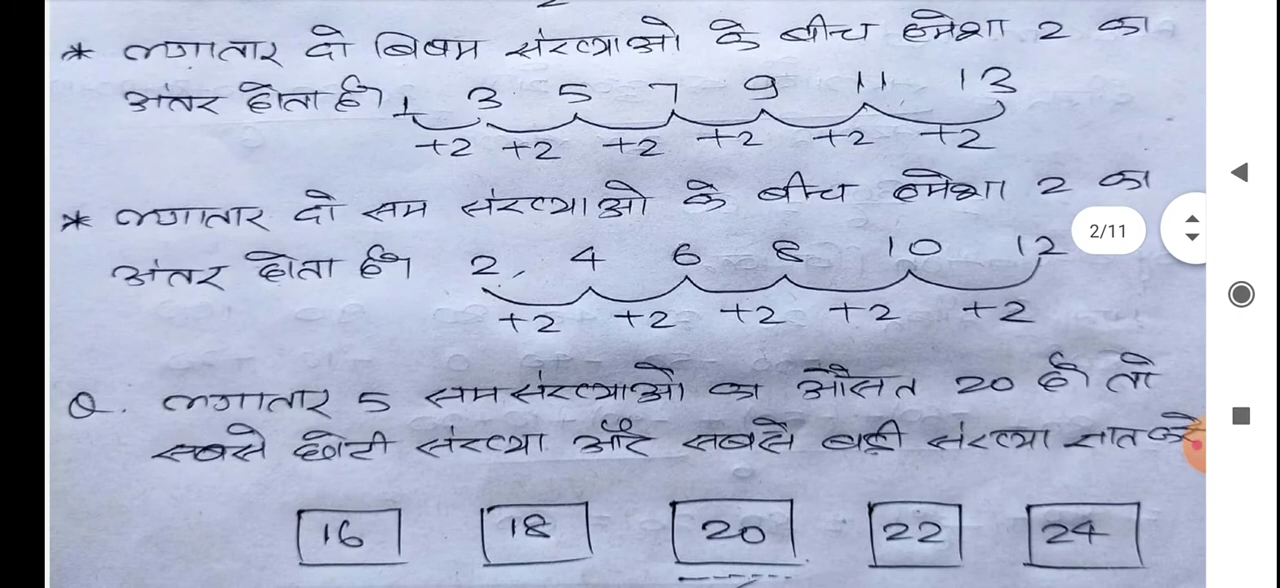 * लगातार दो बिषम संख्याओ के बीच हमेशा 2 का
अंतर होता है। 1 3 5 7 9 11 13
+2 +2 +2 +2 +2 +2
* लगातार दो सम संख्याओ के बीच हमेशा 2 का
अंतर होता है। 2, 4 6 8 10 12
2/11
+2 +2 +2 +2 +2
Q. लगातार 5 सम संख्याओ का औसत 20 है तो
सबसे छोटी संख्या और सबसे बड़ी संख्या ज्ञात करे
16 18 20 22 24